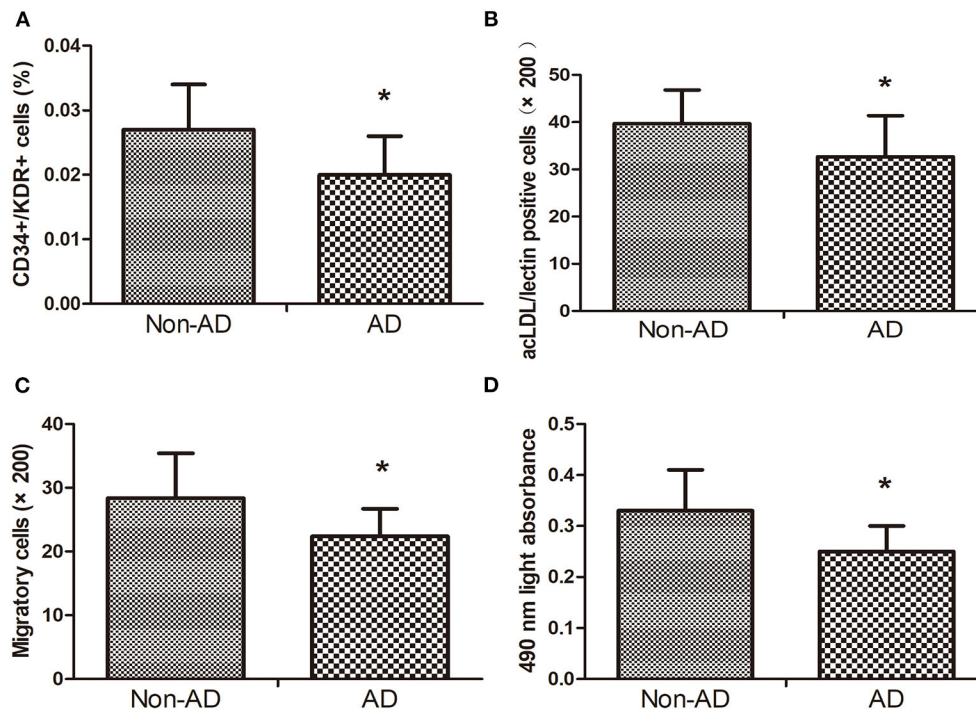 A
CD34+/KDR+ cells (%)
0.04
0.03
0.02
0.01
0.00
*
Non-AD
AD
B
acLDL/lectin positive cells（× 200 ）
50
40
30
20
10
0
*
Non-AD
AD
C
Migratory cells (× 200)
40
30
20
10
0
*
Non-AD
AD
D
490 nm light absorbance
0.5
0.4
0.3
0.2
0.1
0.0
*
Non-AD
AD